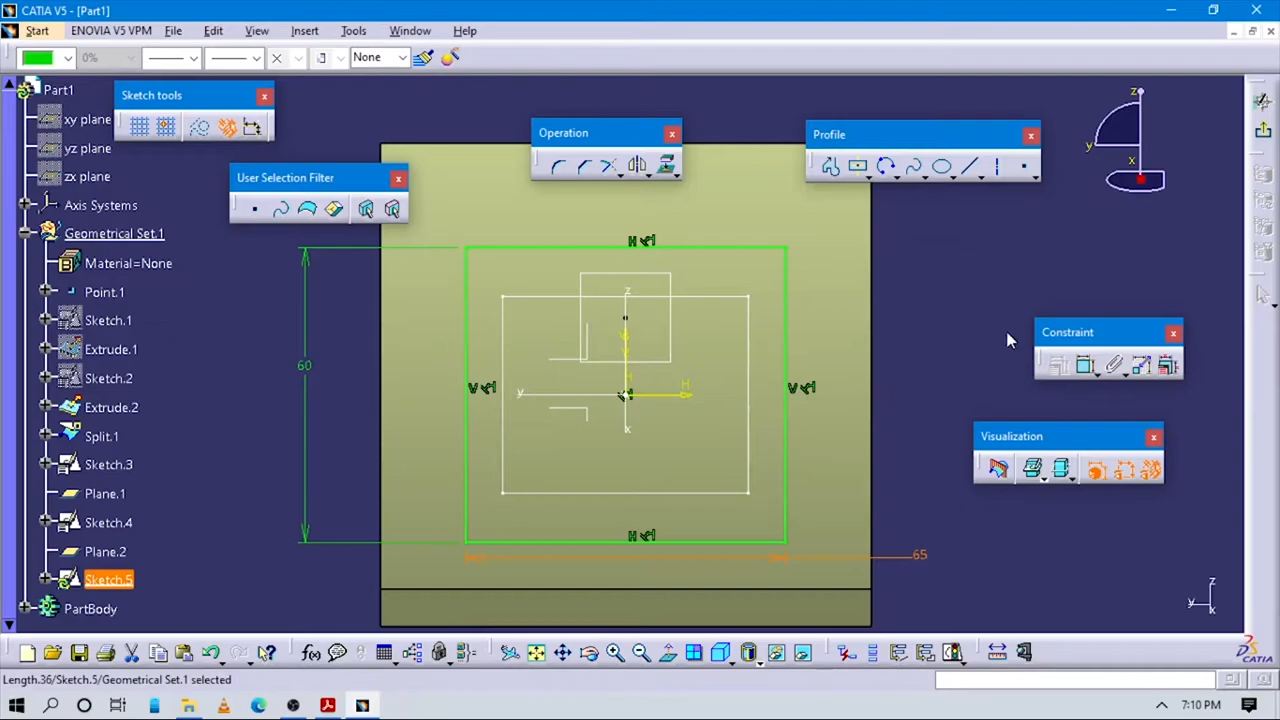 CATIA V5 - [Part1]
Start ENOVIA V5 VPM File Edit View Insert Tools Window Help
0% None
Part1
xy plane
yz plane
zx plane
Axis Systems
Geometrical Set.1
Material=None
Point.1
Sketch.1
Extrude.1
Sketch.2
Extrude.2
Split.1
Sketch.3
Plane.1
Sketch.4
Plane.2
Sketch.5
PartBody
Sketch tools
User Selection Filter
Operation
Profile
Constraint
Visualization
z
y
x
H
V
V
H
60
65
z
y
x
H
H
z
y
x
f(x)
CATIA
Length.36/Sketch.5/Geometrical Set.1 selected
7:10 PM